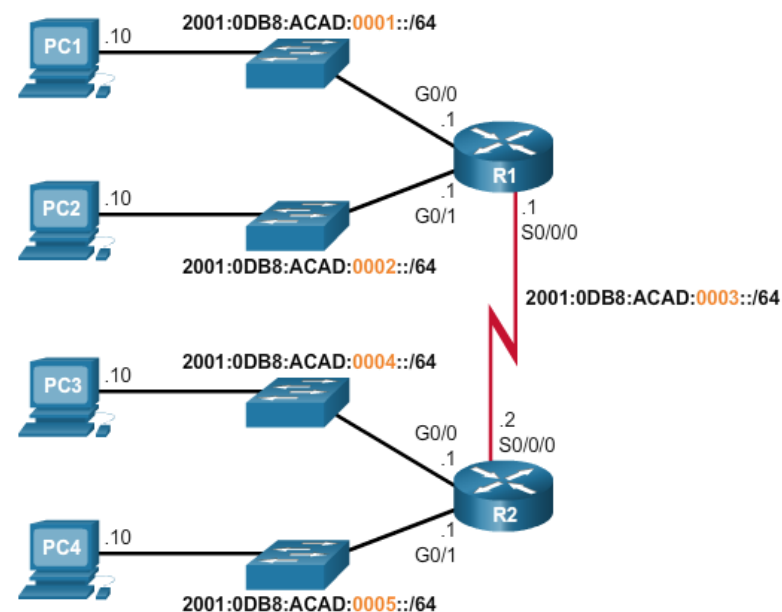 2001:0DB8:ACAD:0001::/64
PC1
.10
G0/0
.1
R1
PC2
.10
.1
G0/1
.1
S0/0/0
2001:0DB8:ACAD:0002::/64
2001:0DB8:ACAD:0003::/64
2001:0DB8:ACAD:0004::/64
PC3
.10
G0/0
.1
.2
S0/0/0
R2
PC4
.10
.1
G0/1
2001:0DB8:ACAD:0005::/64